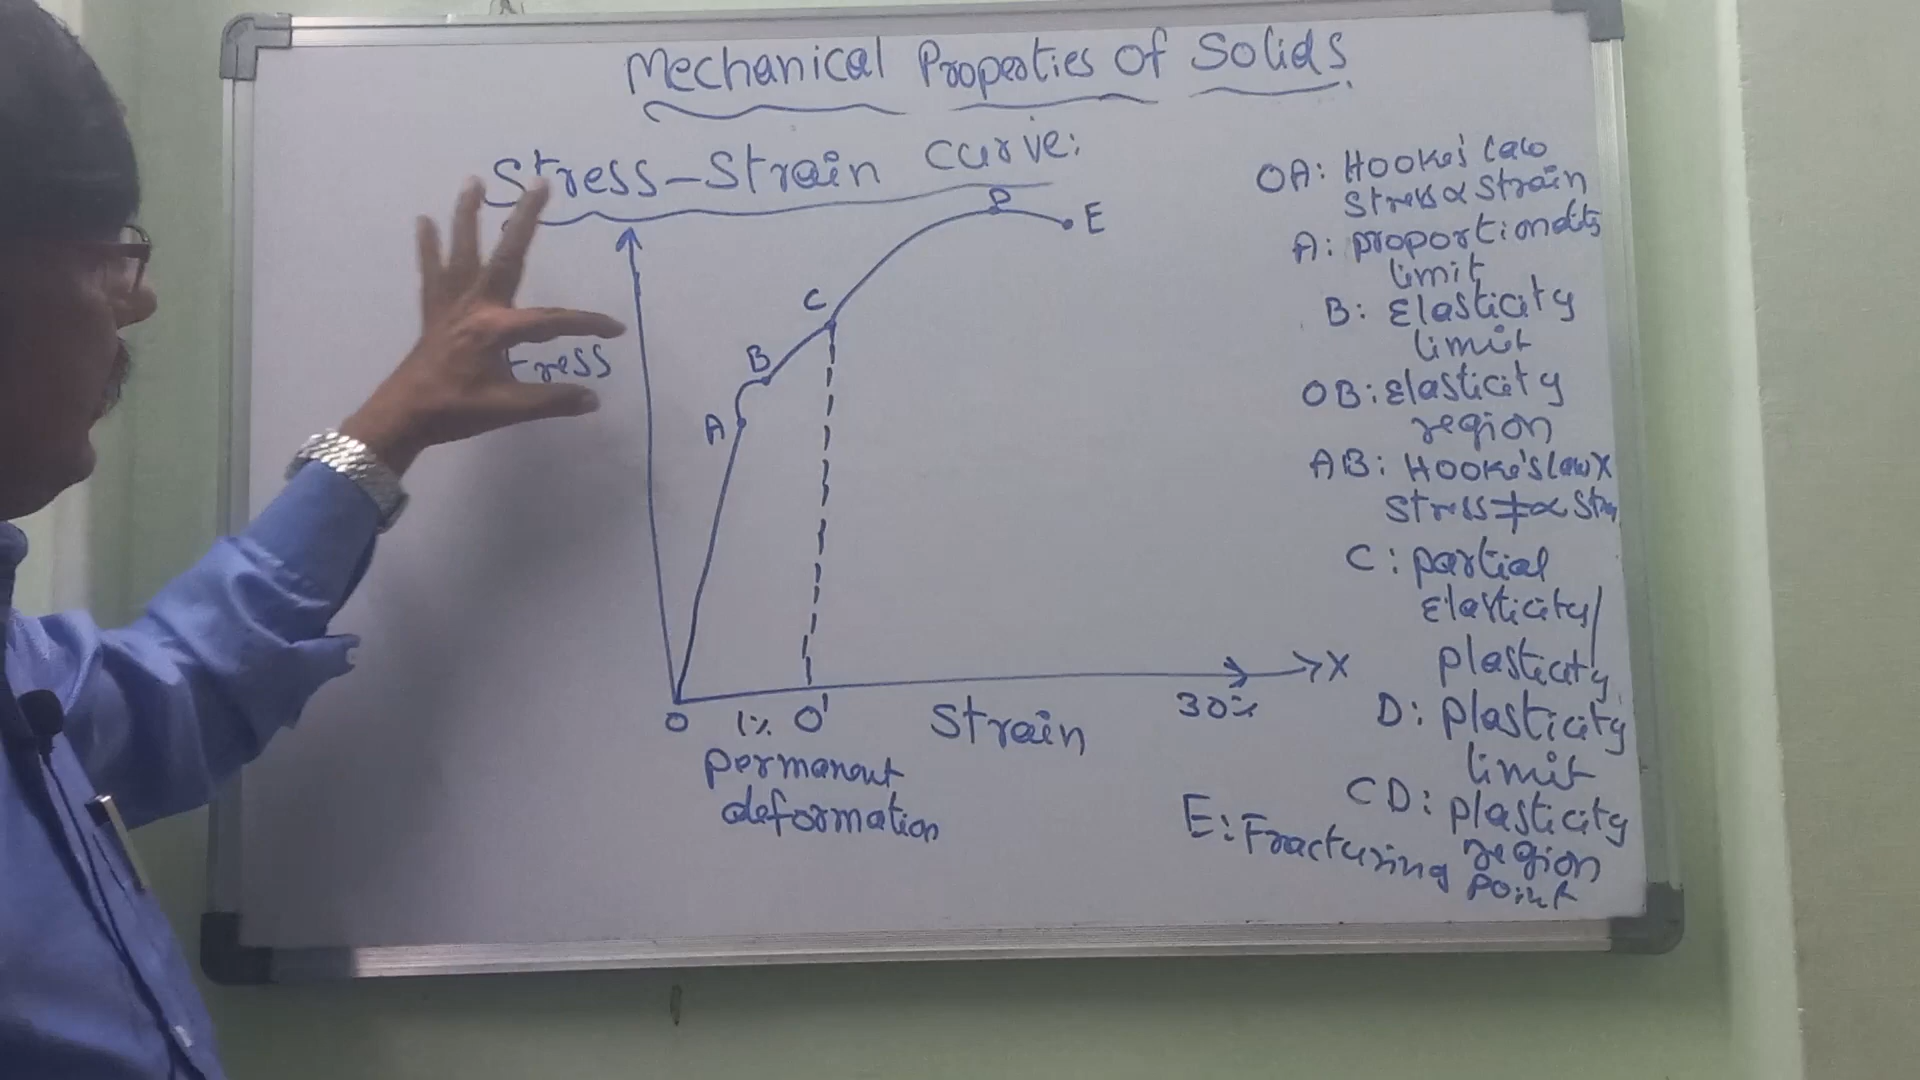 Mechanical Properties Of Solids
Stress-Strain curve:
E
C
tress
B
A
X
O 1% O' Strain 30%
permanent
deformation
OA: Hooke's Law
Stress ∝ Strain
A:
limit
B: Elasticity
limit
OB: Elasticity
region
AB: Hooke's law X
Stress ≠∝
C: partial
Elasticity/
plasticity
D: plasticity
limit
CD: plasticity
region
E: Fracturing point